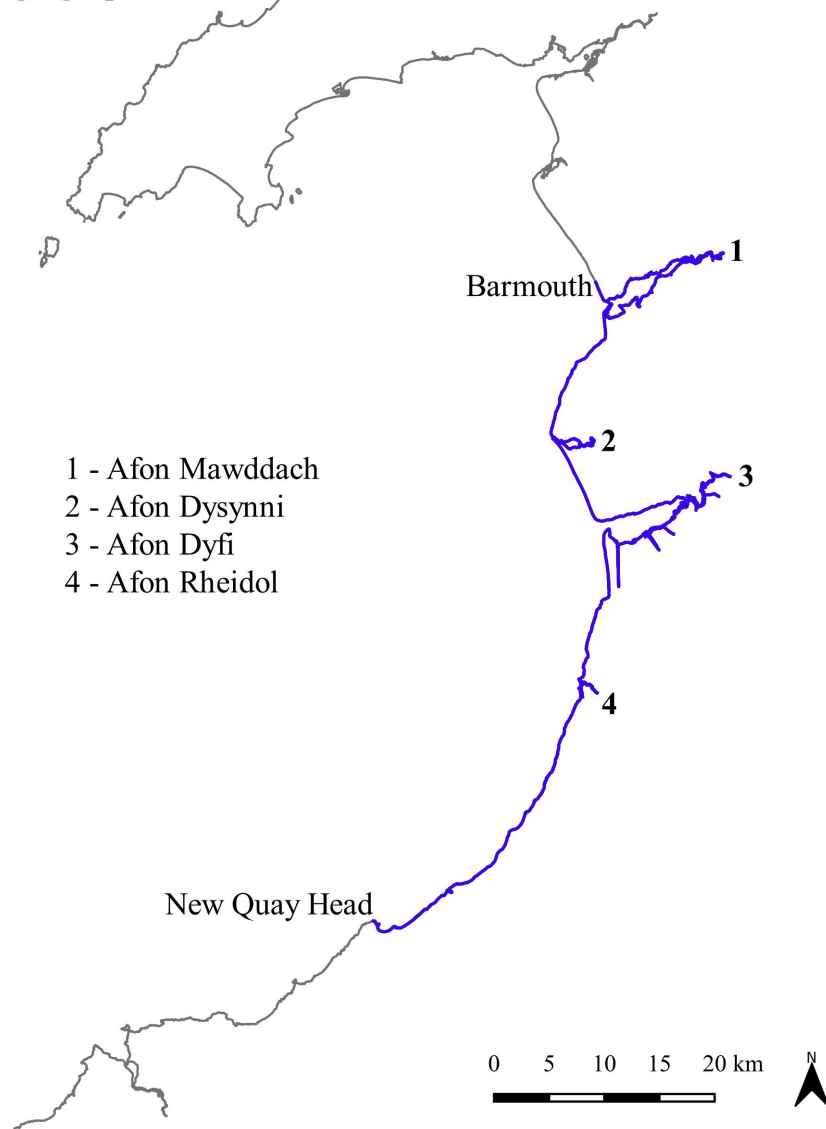 1
Barmouth
2
1 - Afon Mawddach
2 - Afon Dysynni
3 - Afon Dyfi
4 - Afon Rheidol
3
4
New Quay Head
0 5 10 15 20 km
N